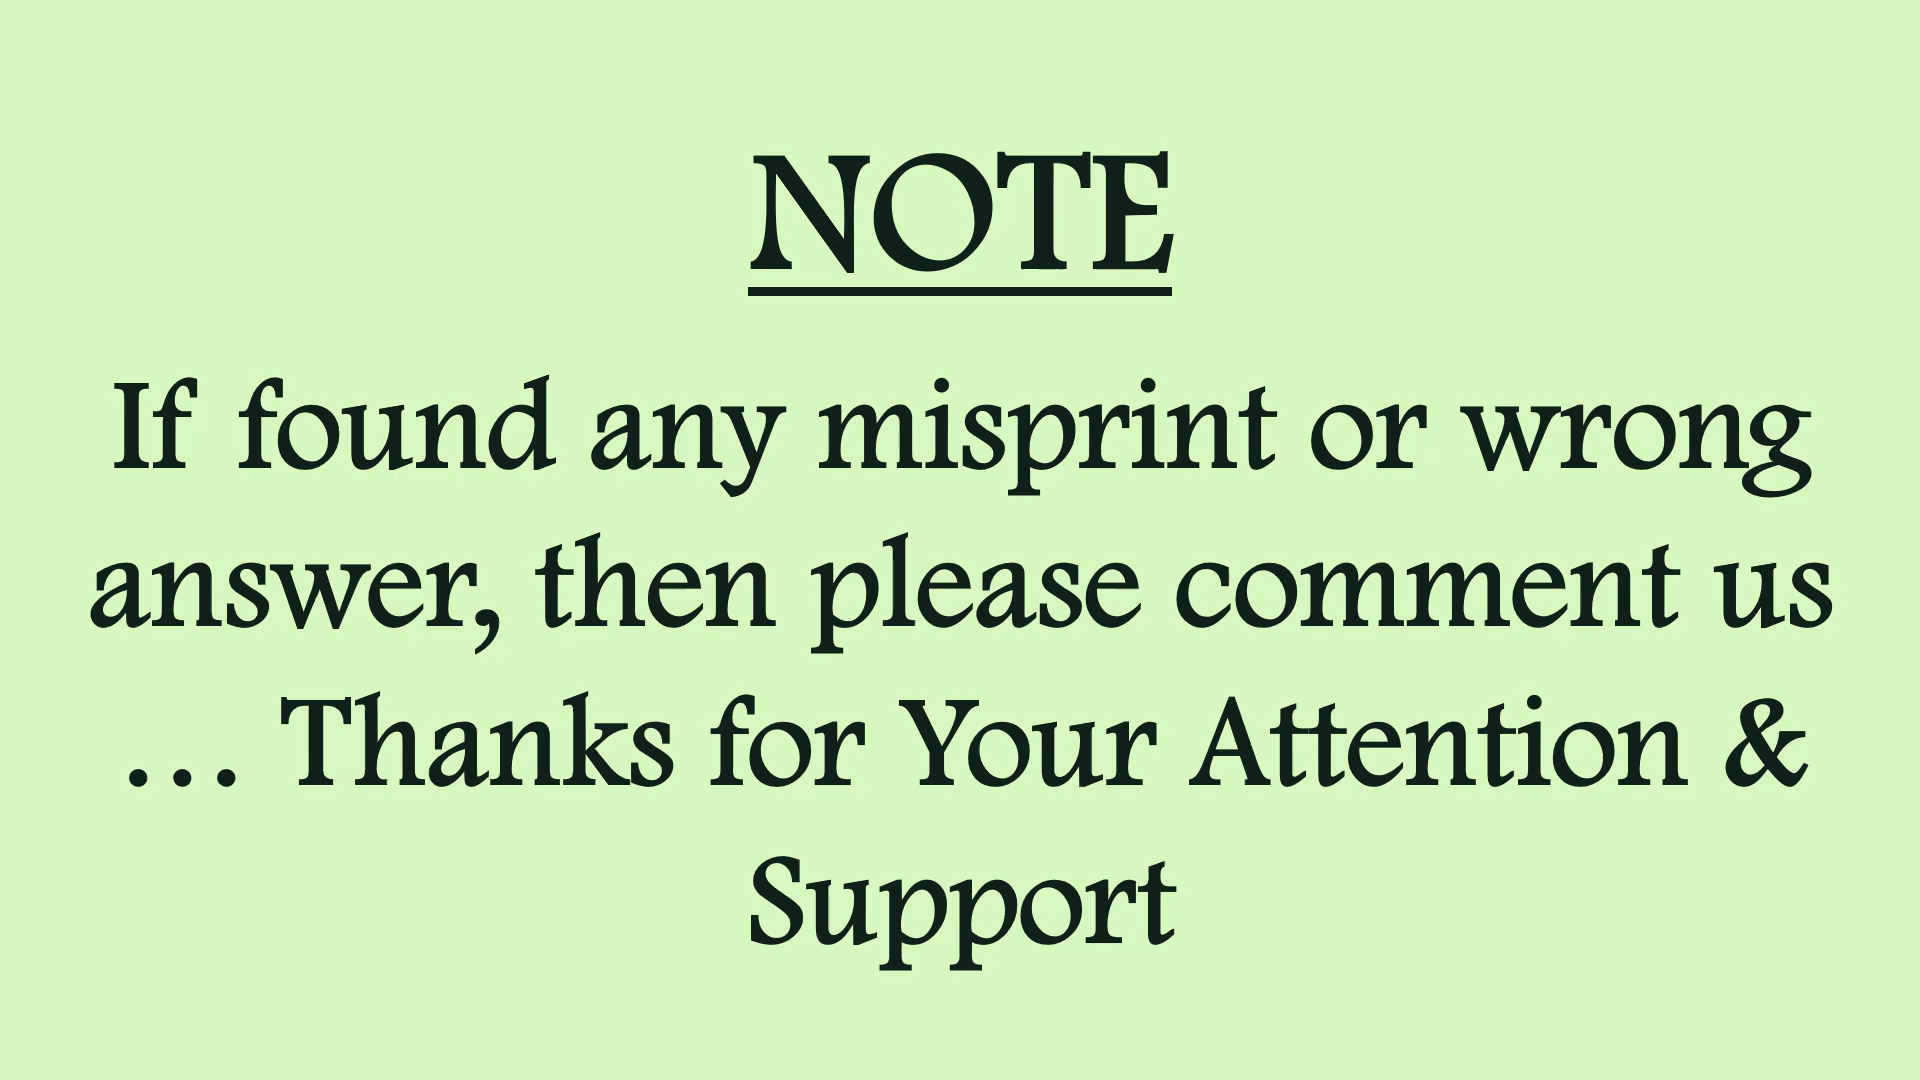 NOTE
If found any misprint or wrong
answer, then please comment us
… Thanks for Your Attention &
Support